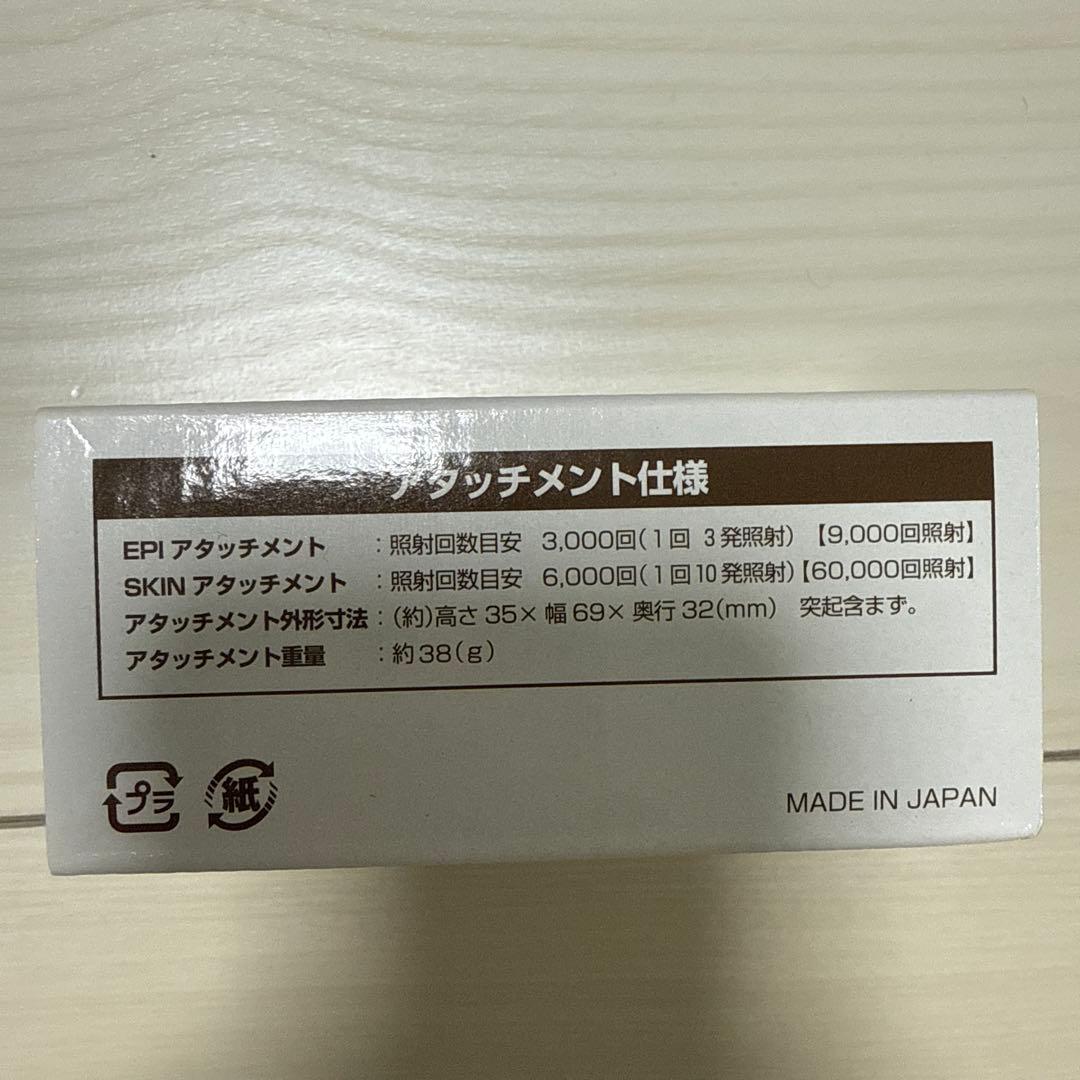 アタッチメント仕様
EPI アタッチメント : 照射回数目安 3,000回(1回 3発照射) 【9,000回照射】
SKIN アタッチメント : 照射回数目安 6,000回(1回10発照射)【60,000回照射】
アタッチメント外形寸法 : (約)高さ35×幅69×奥行32(mm) 突起含まず。
アタッチメント重量 : 約38(g)
プラ 紙
MADE IN JAPAN